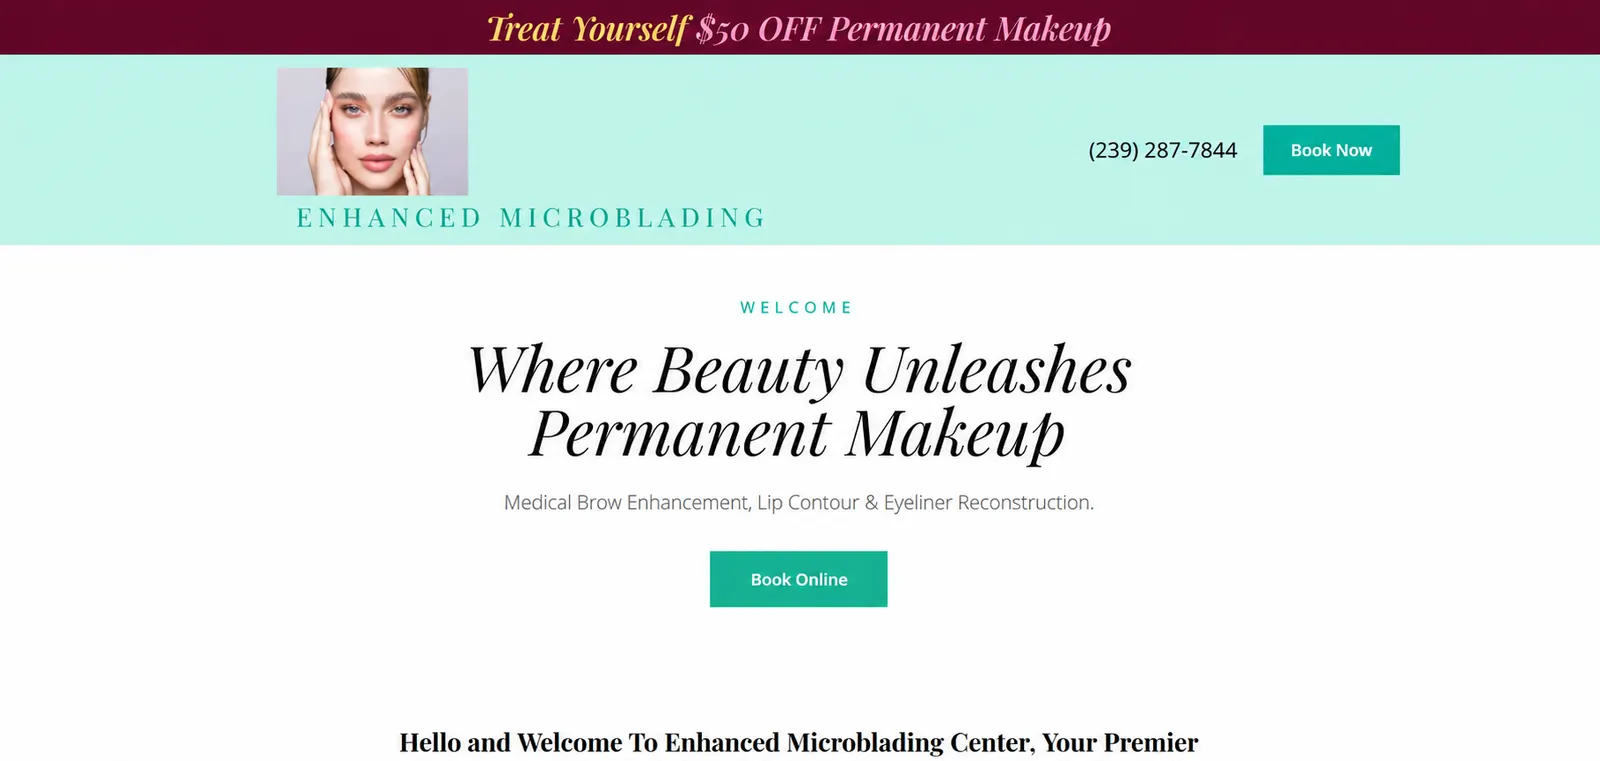 Treat Yourself $50 OFF Permanent Makeup
(239) 287-7844
Book Now
ENHANCED MICROBLADING
WELCOME
Where Beauty Unleashes
Permanent Makeup
Medical Brow Enhancement, Lip Contour & Eyeliner Reconstruction.
Book Online
Hello and Welcome To Enhanced Microblading Center, Your Premier